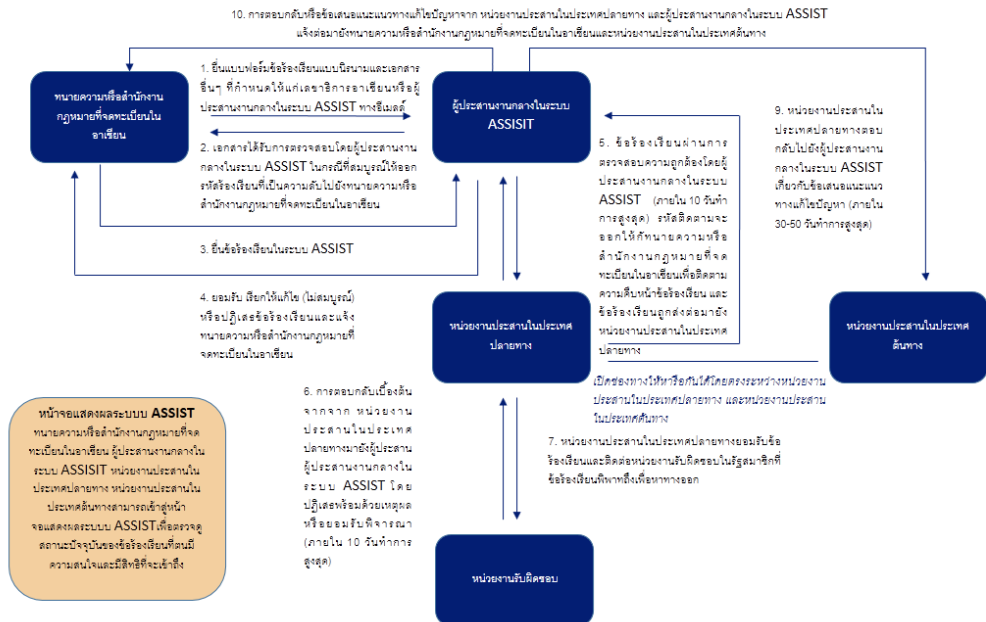 10. การตอบกลับหรือข้อเสนอแนะแนวทางแก้ไขปัญหาจาก หน่วยงานประสานในประเทศปลายทาง และผู้ประสานงานกลางในระบบ ASSIST
แจ้งต่อมายังทนายความหรือสำนักงานกฎหมายที่จดทะเบียนในอาเซียนและหน่วยงานประสานในประเทศต้นทาง
ทนายความหรือสำนักงาน
กฎหมายที่จดทะเบียนใน
อาเซียน
1. ยื่นแบบฟอร์มข้อร้องเรียนแบบนิรนามและเอกสาร
อื่นๆ ที่กำหนดให้แก่เลขาธิการอาเซียนหรือผู้
ประสานงานกลางในระบบ ASSIST ทางอีเมลล์
2. เอกสารได้รับการตรวจสอบโดยผู้ประสานงาน
กลางในระบบ ASSIST ในกรณีที่สมบูรณ์ให้ออก
รหัสร้องเรียนที่เป็นความลับไปยังทนายความหรือ
สำนักงานกฎหมายที่จดทะเบียนในอาเซียน
3. ยื่นข้อร้องเรียนในระบบ ASSIST
4. ยอมรับ เรียกให้แก้ไข (ไม่สมบูรณ์)
หรือปฏิเสธข้อร้องเรียนและแจ้ง
ทนายความหรือสำนักงานกฎหมายที่
จดทะเบียนในอาเซียน
ผู้ประสานงานกลางในระบบ
ASSISIT
5. ข้อร้องเรียนผ่านการ
ตรวจสอบความถูกต้องโดยผู้
ประสานงานกลางในระบบ
ASSIST (ภายใน 10 วันทำ
การสูงสุด) รหัสติดตามจะ
ออกให้กัทนายความหรือ
สำนักงานกฎหมายที่จด
ทะเบียนในอาเซียนเพื่อติดตาม
ความคืบหน้าข้อร้องเรียน และ
ข้อร้องเรียนถูกส่งต่อมายัง
หน่วยงานประสานในประเทศ
ปลายทาง
9. หน่วยงานประสานใน
ประเทศปลายทางตอบ
กลับไปยังผู้ประสานงาน
กลางในระบบ ASSIST
เกี่ยวกับข้อเสนอแนะแนว
ทางแก้ไขปัญหา (ภายใน
30-50 วันทำการสูงสุด)
หน่วยงานประสานในประเทศ
ปลายทาง
หน่วยงานประสานในประเทศ
ต้นทาง
เปิดช่องทางให้หารือกันได้โดยตรงระหว่างหน่วยงาน
ประสานในประเทศปลายทาง และหน่วยงานประสาน
ในประเทศต้นทาง
6. การตอบกลับเบื้องต้น
จากจาก หน่วยงาน
ประสานในประเทศ
ปลายทางมายังผู้ประสาน
ผู้ประสานงานกลางใน
ระบบ ASSIST โดย
ปฏิเสธพร้อมด้วยเหตุผล
หรือยอมรับพิจารณา
(ภายใน 10 วันทำการ
สูงสุด)
7. หน่วยงานประสานในประเทศปลายทางยอมรับข้อ
ร้องเรียนและติดต่อหน่วยงานรับผิดชอบในรัฐสมาชิกที่
ข้อร้องเรียนพิพาทถึงเพื่อหาทางออก
หน่วยงานรับผิดชอบ
หน้าจอแสดงผลระบบบ ASSIST
ทนายความหรือสำนักงานกฎหมายที่จด
ทะเบียนในอาเซียน ผู้ประสานงานกลางใน
ระบบ ASSISIT หน่วยงานประสานใน
ประเทศปลายทาง หน่วยงานประสานใน
ประเทศต้นทางสามารถเข้าสู่หน้า
จอแสดงผลระบบบ ASSISTเพื่อตรวจดู
สถานะปัจจุบันของข้อร้องเรียนที่ตนมี
ความสนใจและมีสิทธิที่จะเข้าถึง